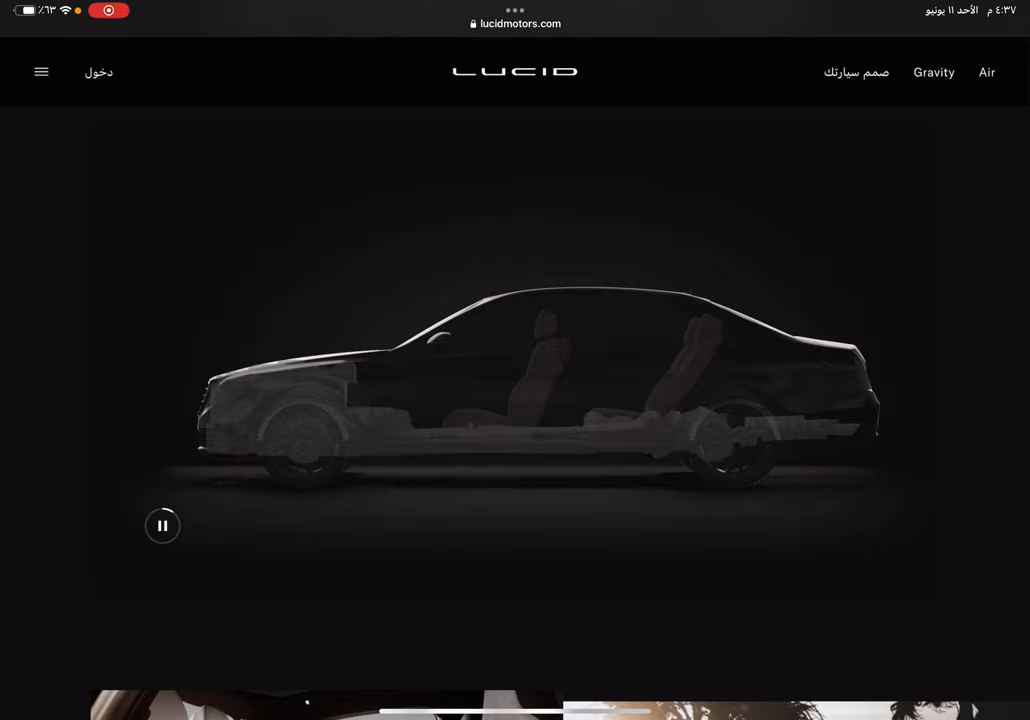 ٤:٣٧ م الأحد ١١ يونيو
٪٦٣
lucidmotors.com
Air Gravity صمم سيارتك
LUCID
دخول